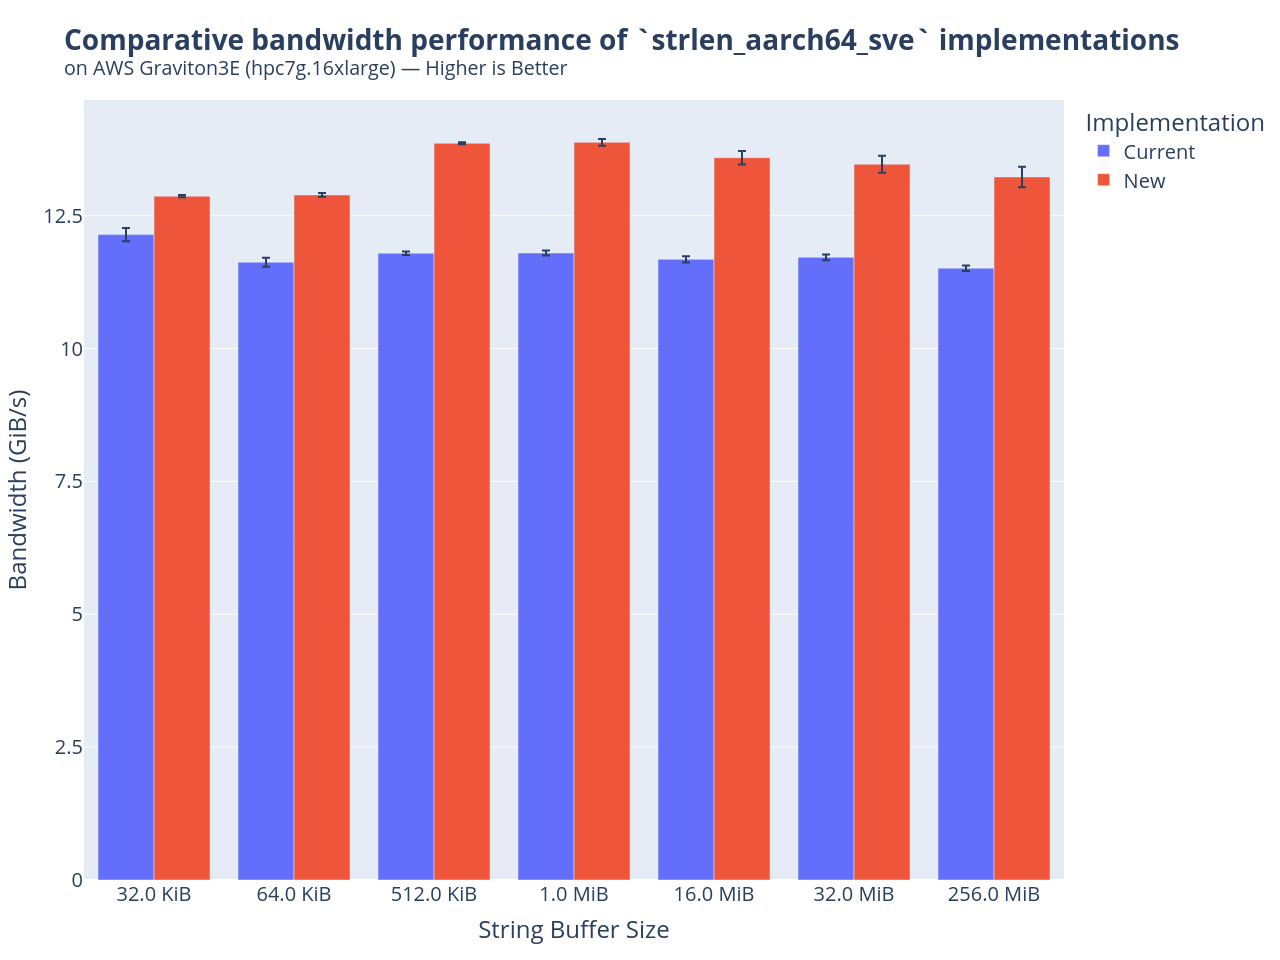 Comparative bandwidth performance of `strlen_aarch64_sve` implementations
on AWS Graviton3E (hpc7g.16xlarge) — Higher is Better
Implementation
Current
New
12.5
10
7.5
5
2.5
0
Bandwidth (GiB/s)
32.0 KiB
64.0 KiB
512.0 KiB
1.0 MiB
16.0 MiB
32.0 MiB
256.0 MiB
String Buffer Size